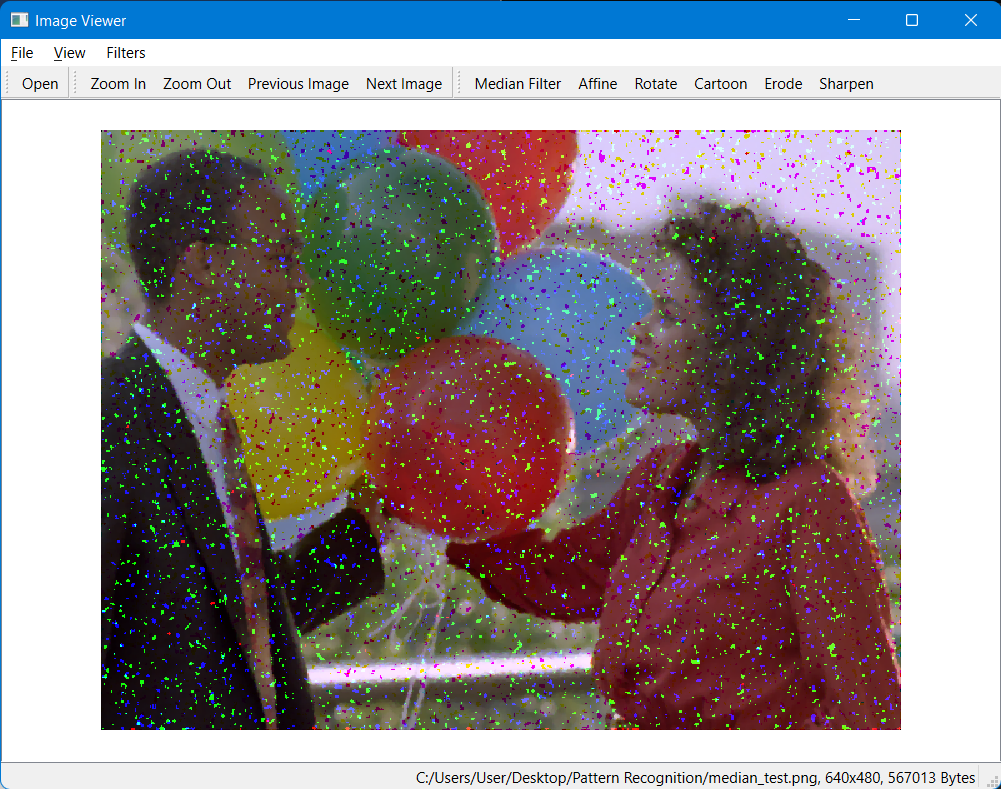 Image Viewer
File View Filters
Open Zoom In Zoom Out Previous Image Next Image Median Filter Affine Rotate Cartoon Erode Sharpen
C:/Users/User/Desktop/Pattern Recognition/median_test.png, 640x480, 567013 Bytes